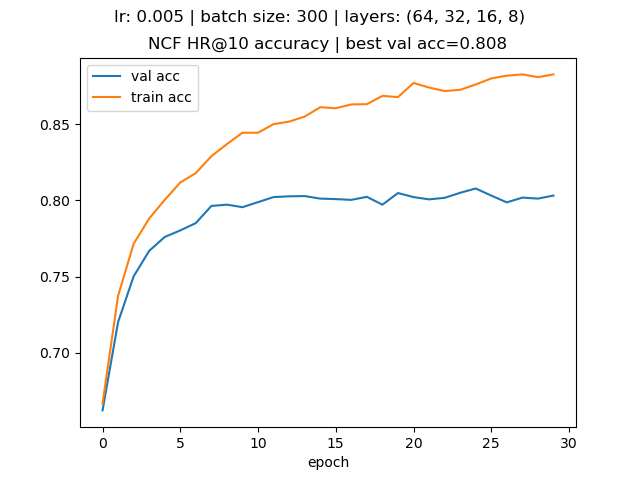 lr: 0.005 | batch size: 300 | layers: (64, 32, 16, 8)
NCF HR@10 accuracy | best val acc=0.808
val acc
train acc
0.85
0.80
0.75
0.70
0 5 10 15 20 25 30
epoch